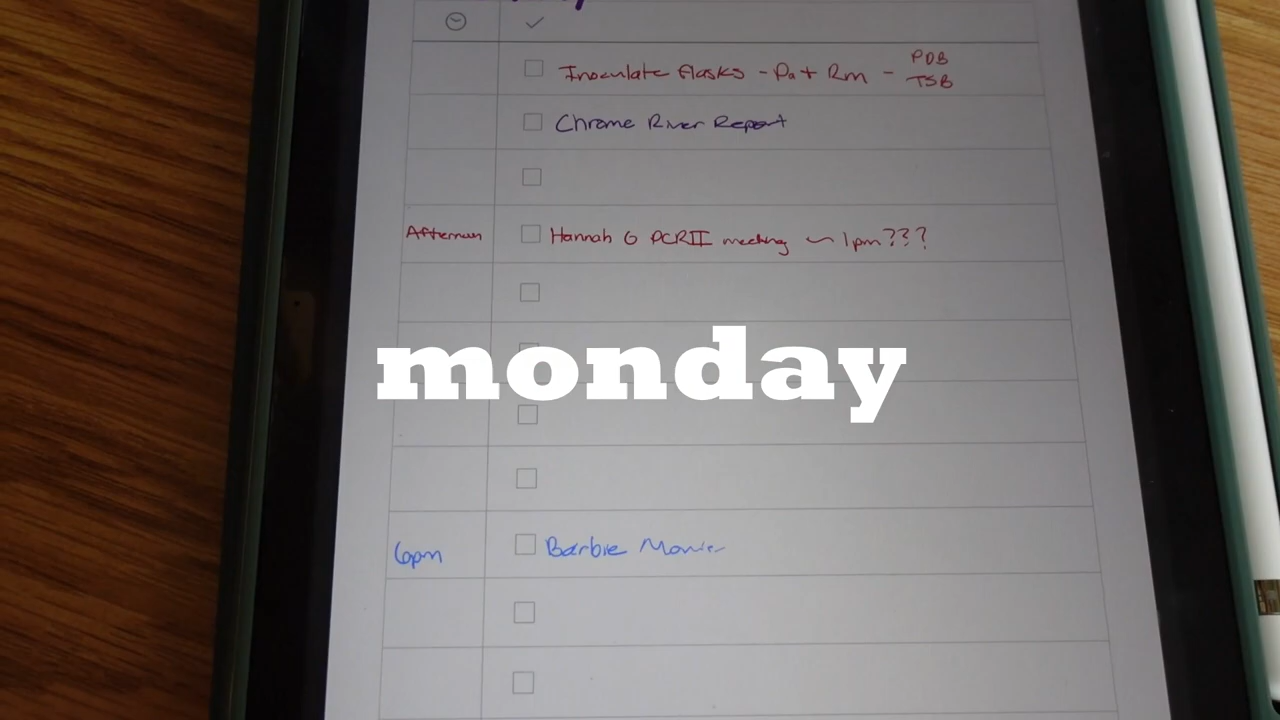 Inoculate flasks - Pa + Rm - PDB TSB
Chrome River Report
Afternoon Hannah G PCRII meeting ~ 1pm???
monday
6pm Barbie Movie